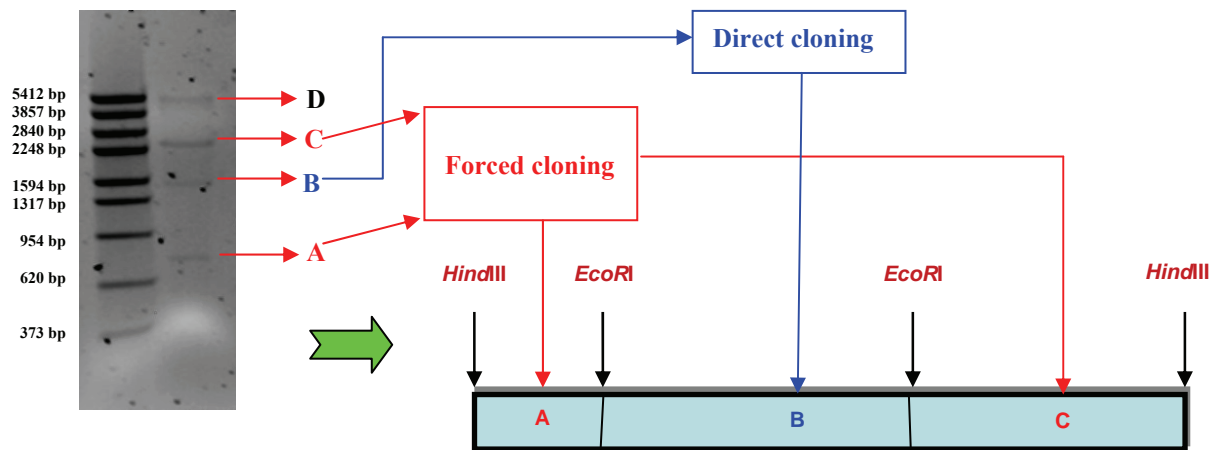 Direct cloning
5412 bp
3857 bp
2840 bp
2248 bp
1594 bp
1317 bp
954 bp
620 bp
373 bp
D
C
B
A
Forced cloning
HindIII
EcoRI
EcoRI
HindIII
A
B
C